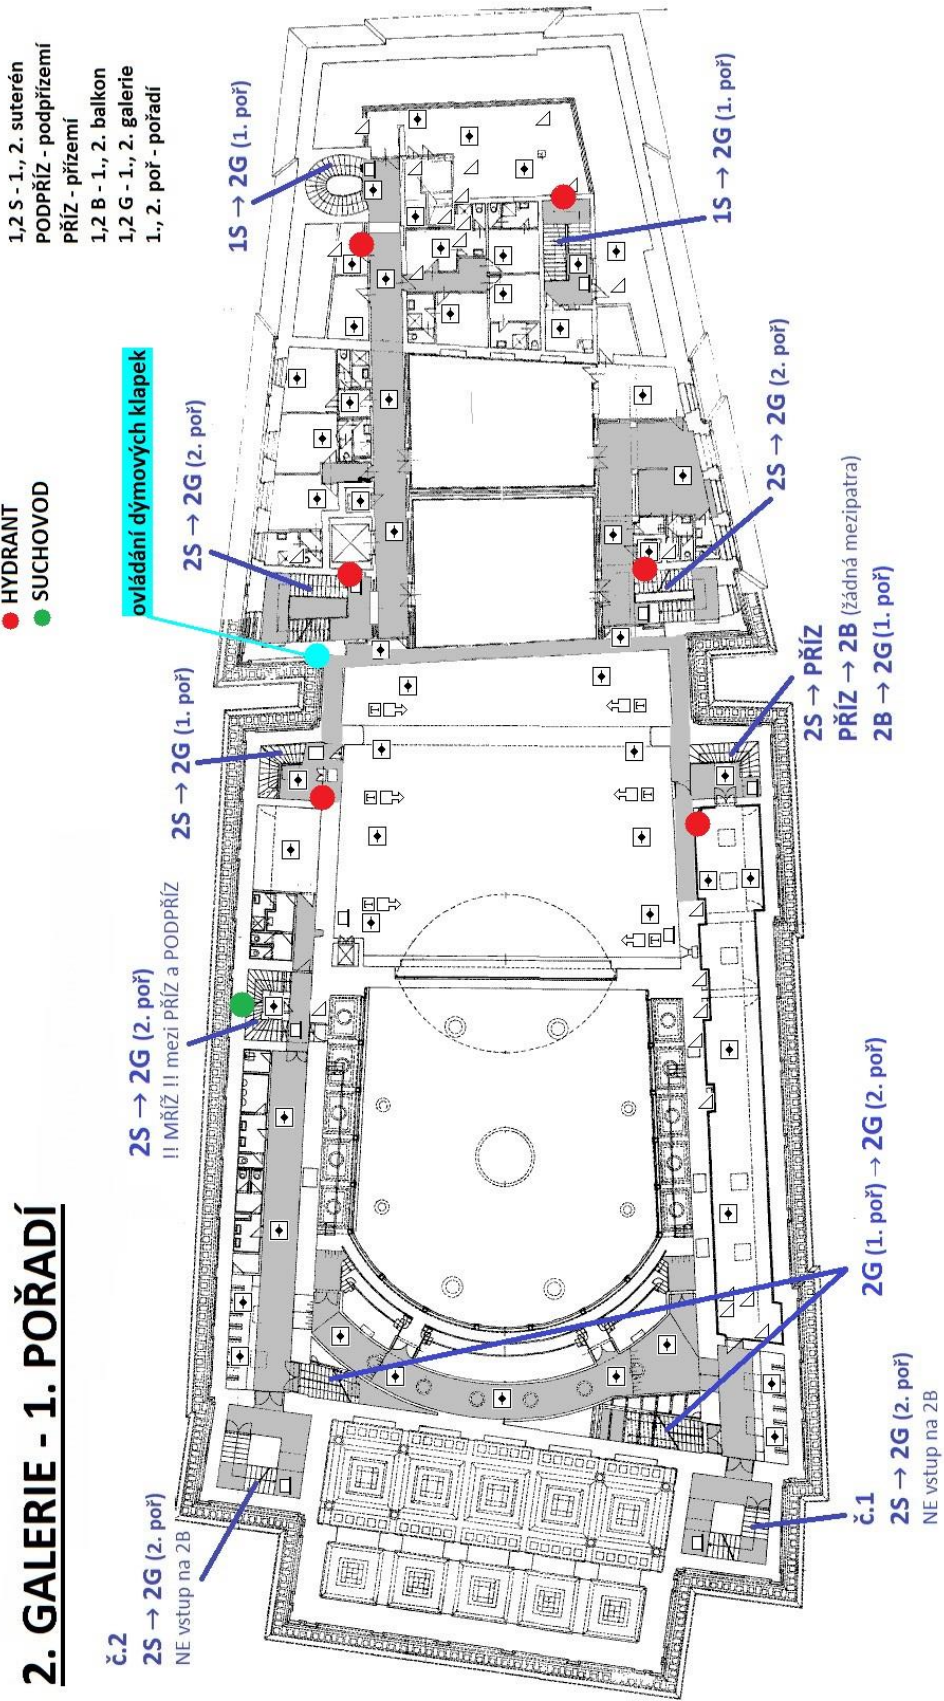 2. GALERIE - 1. POŘADÍ
HYDRANT
SUCHOVOD
1,2 S - 1., 2. suterén
PODPŘÍZ - podpřízemí
PŘÍZ - přízemí
1,2 B - 1., 2. balkon
1,2 G - 1., 2. galerie
1., 2. poř - pořadí
č.2
2S → 2G (2. poř)
NE vstup na 2B
2S → 2G (2. poř)
!! MŘÍŽ !! mezi PŘÍZ a PODPŘÍZ
2S → 2G (1. poř)
ovládání dýmových klapek
2S → 2G (2. poř)
1S → 2G (1. poř)
č.1
2S → 2G (2. poř)
NE vstup na 2B
2G (1. poř) → 2G (2. poř)
2S → PŘÍZ
PŘÍZ → 2B (žádná mezipatra)
2B → 2G (1. poř)
2S → 2G (2. poř)
1S → 2G (1. poř)